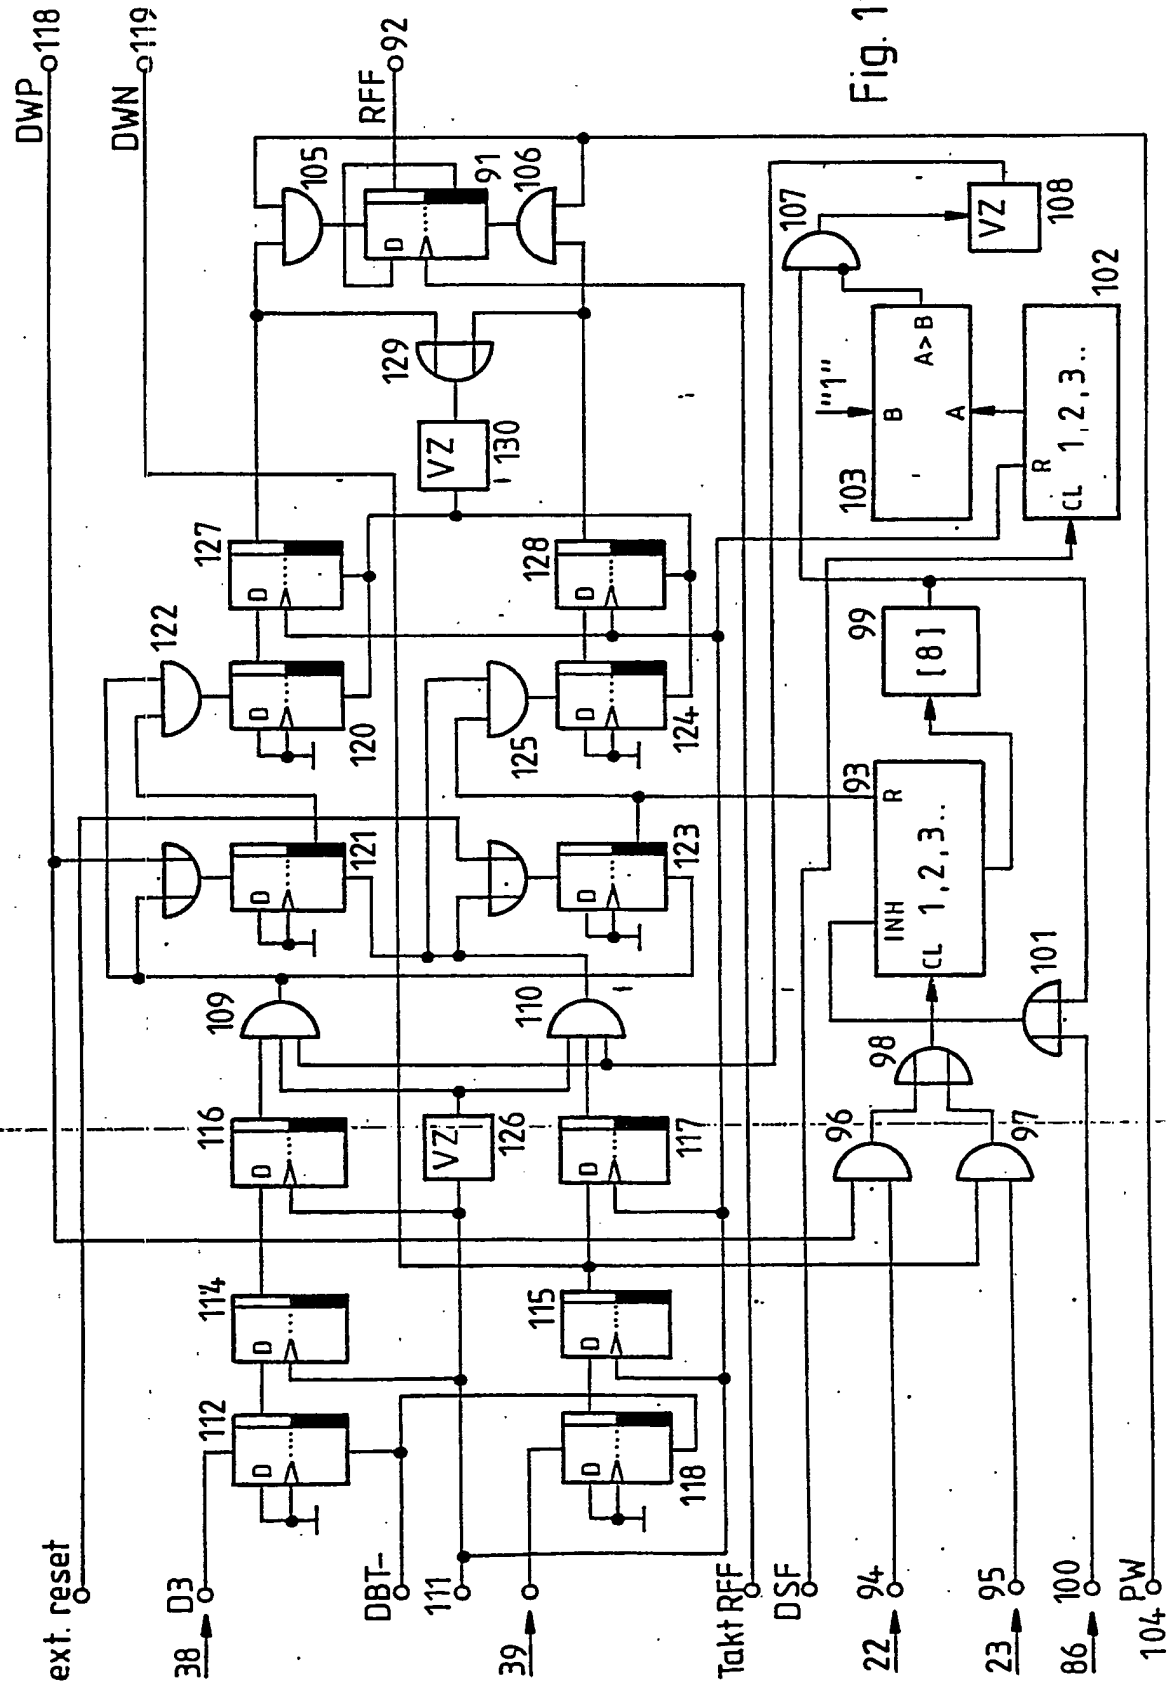 DWP
118
DWN
119
RFF
92
Fig. 1
105
D
91
106
107
VZ
108
129
VZ
130
"1"
B
A>B
A
103
102
R
CL 1,2,3..
127
D
128
D
122
D
120
125
D
124
99
[8]
93
R
INH
CL 1,2,3..
121
D
123
D
109
110
101
98
116
D
VZ
126
117
D
96
97
114
D
115
D
112
D
118
D
ext. reset
D3
38
DBT-
111
39
Takt RFF
DSF
94
22
95
23
100
86
PW
104